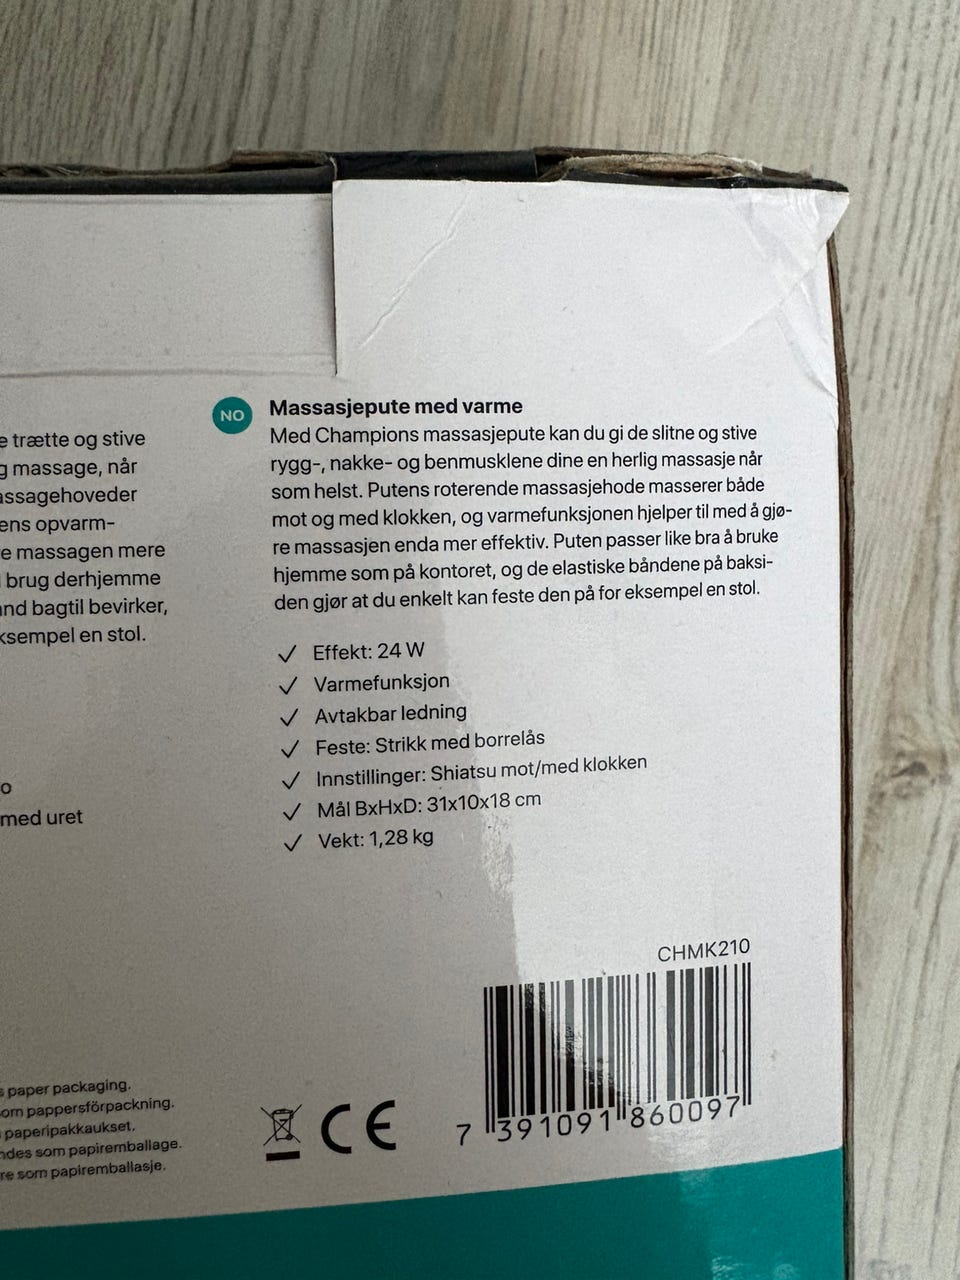 trætte og stive
massage, når
opvarm-
massagen mere
brug derhjemme
bagtil bevirker,
eksempel en stol.
med uret
NO
Massasjepute med varme
Med Champions massasjepute kan du gi de slitne og stive
rygg-, nakke- og benmusklene dine en herlig massasje når
som helst. Putens roterende massasjehode masserer både
mot og med klokken, og varmefunksjonen hjelper til med å gjø-
re massasjen enda mer effektiv. Puten passer like bra å bruke
hjemme som på kontoret, og de elastiske båndene på baksi-
den gjør at du enkelt kan feste den på for eksempel en stol.
✓ Effekt: 24 W
✓ Varmefunksjon
✓ Avtakbar ledning
✓ Feste: Strikk med borrelås
✓ Innstillinger: Shiatsu mot/med klokken
✓ Mål BxHxD: 31x10x18 cm
✓ Vekt: 1,28 kg
CHMK210
7 391091 860097
paper packaging.
som pappersförpackning.
paperipakkaukset.
som papiremballage.
som papiremballasje.
CE